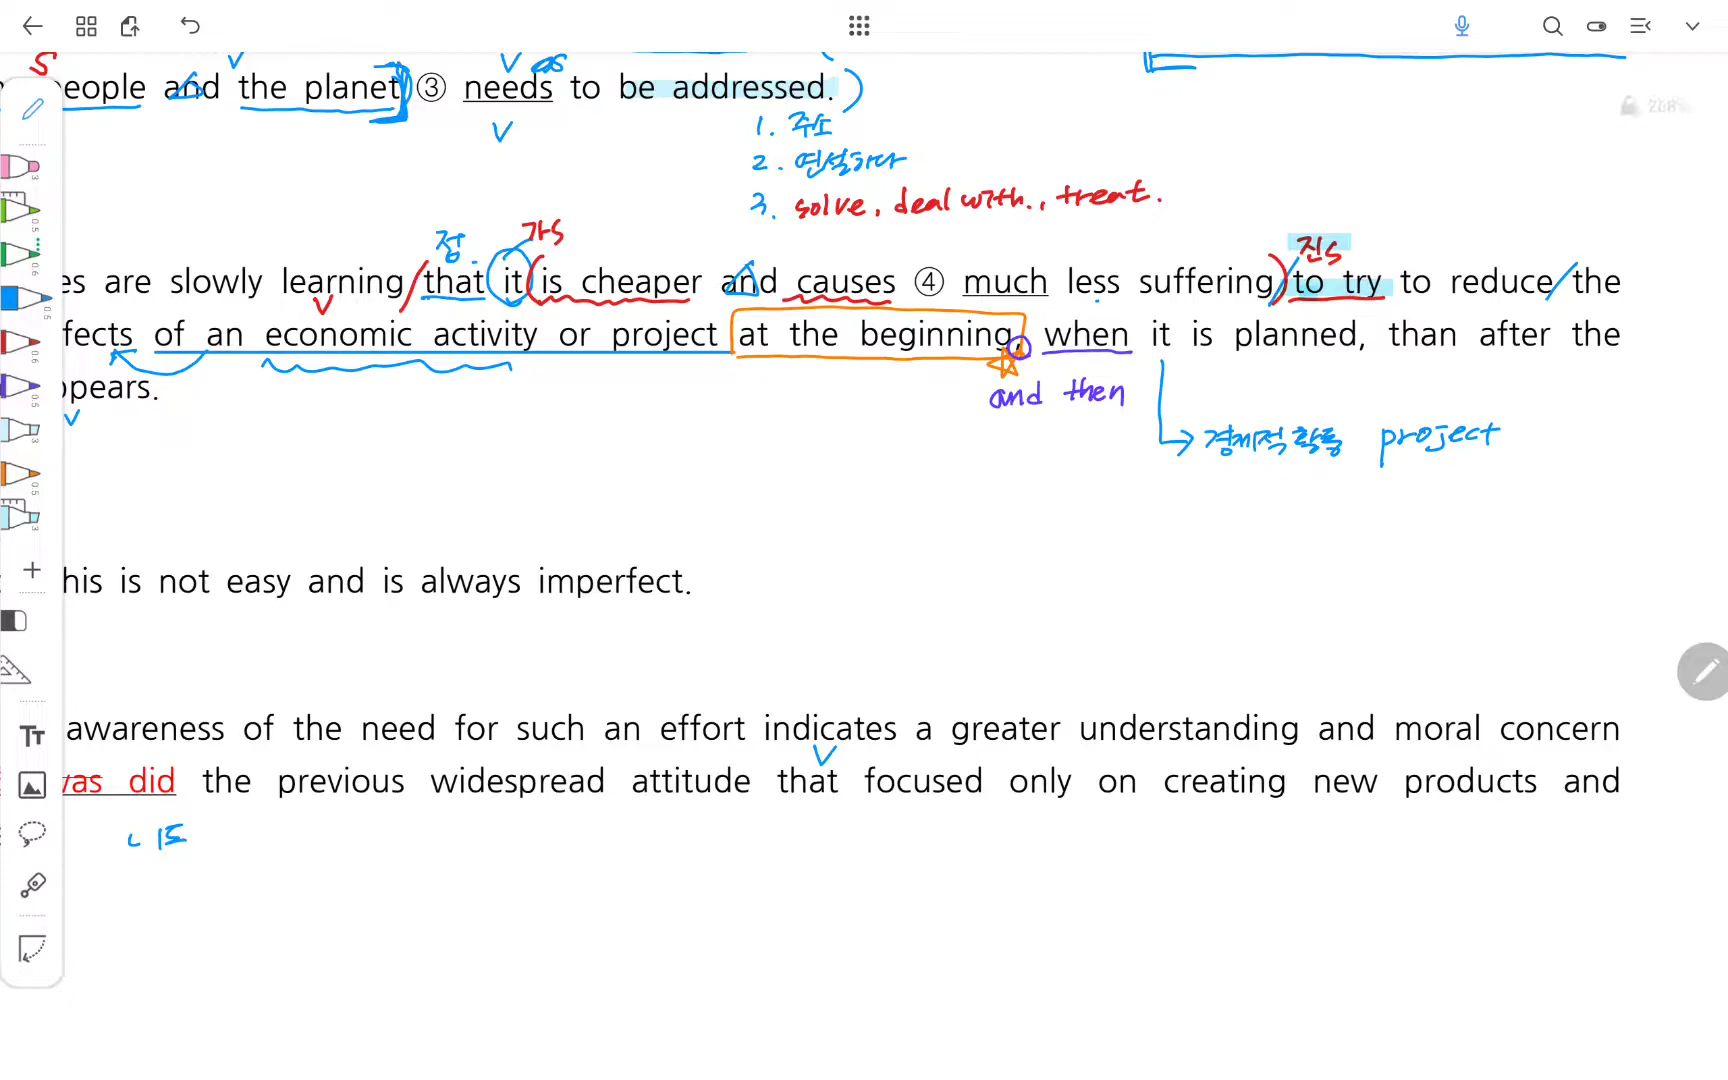 S V V os
eople and the planet ③ needs to be addressed.
V
1. 주소
2. 연설하다
3. solve, deal with., treat.
점. 가S 진S
es are slowly learning that it is cheaper and causes ④ much less suffering to try to reduce the
V
fects of an economic activity or project at the beginning, when it is planned, than after the
ppears.
and then
V
경제적 활동 project
his is not easy and is always imperfect.
awareness of the need for such an effort indicates a greater understanding and moral concern
V
was did the previous widespread attitude that focused only on creating new products and